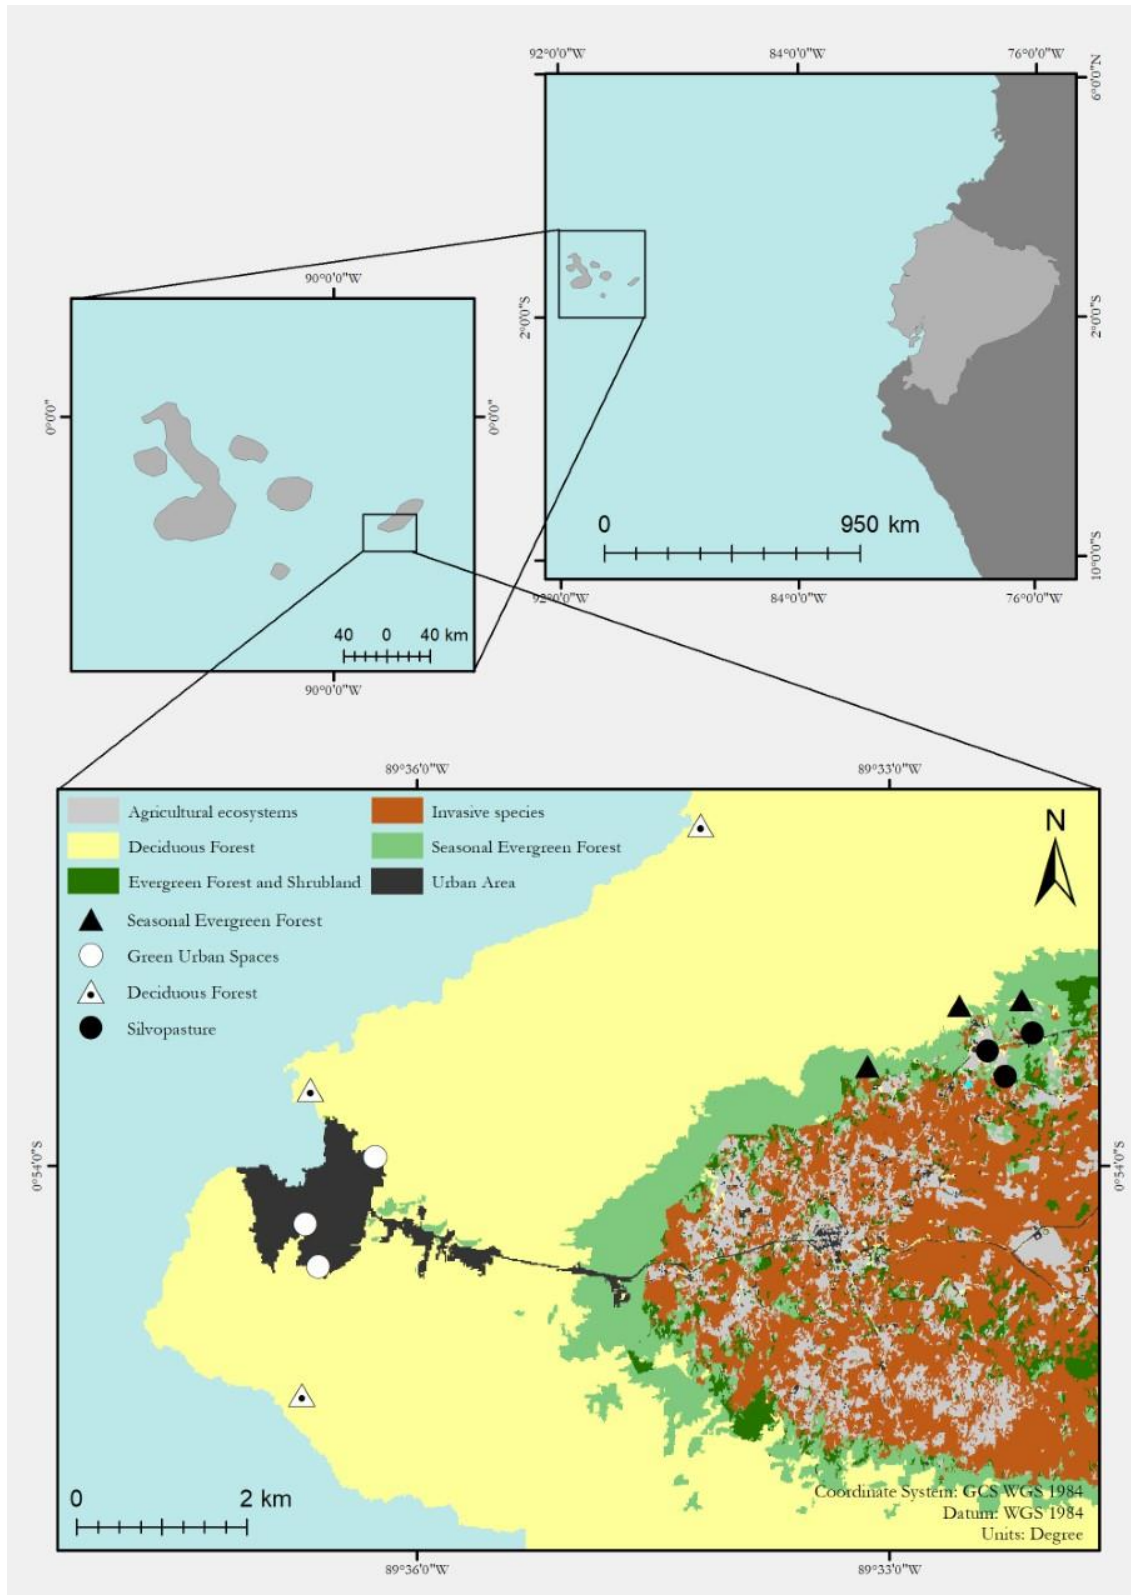 92°0'0"W 84°0'0"W 76°0'0"W
6°0'0"N
2°0'0"S 2°0'0"S
10°0'0"S
0 950 km
92°0'0"W 84°0'0"W 76°0'0"W
90°0'0"W
0°0'0" 0°0'0"
40 0 40 km
90°0'0"W
89°36'0"W 89°33'0"W
Agricultural ecosystems Invasive species
Deciduous Forest Seasonal Evergreen Forest
Evergreen Forest and Shrubland Urban Area
Seasonal Evergreen Forest
Green Urban Spaces
Deciduous Forest
Silvopasture
N
0°54'0"S 0°54'0"S
0 2 km
Coordinate System: GCS WGS 1984
Datum: WGS 1984
Units: Degree
89°36'0"W 89°33'0"W